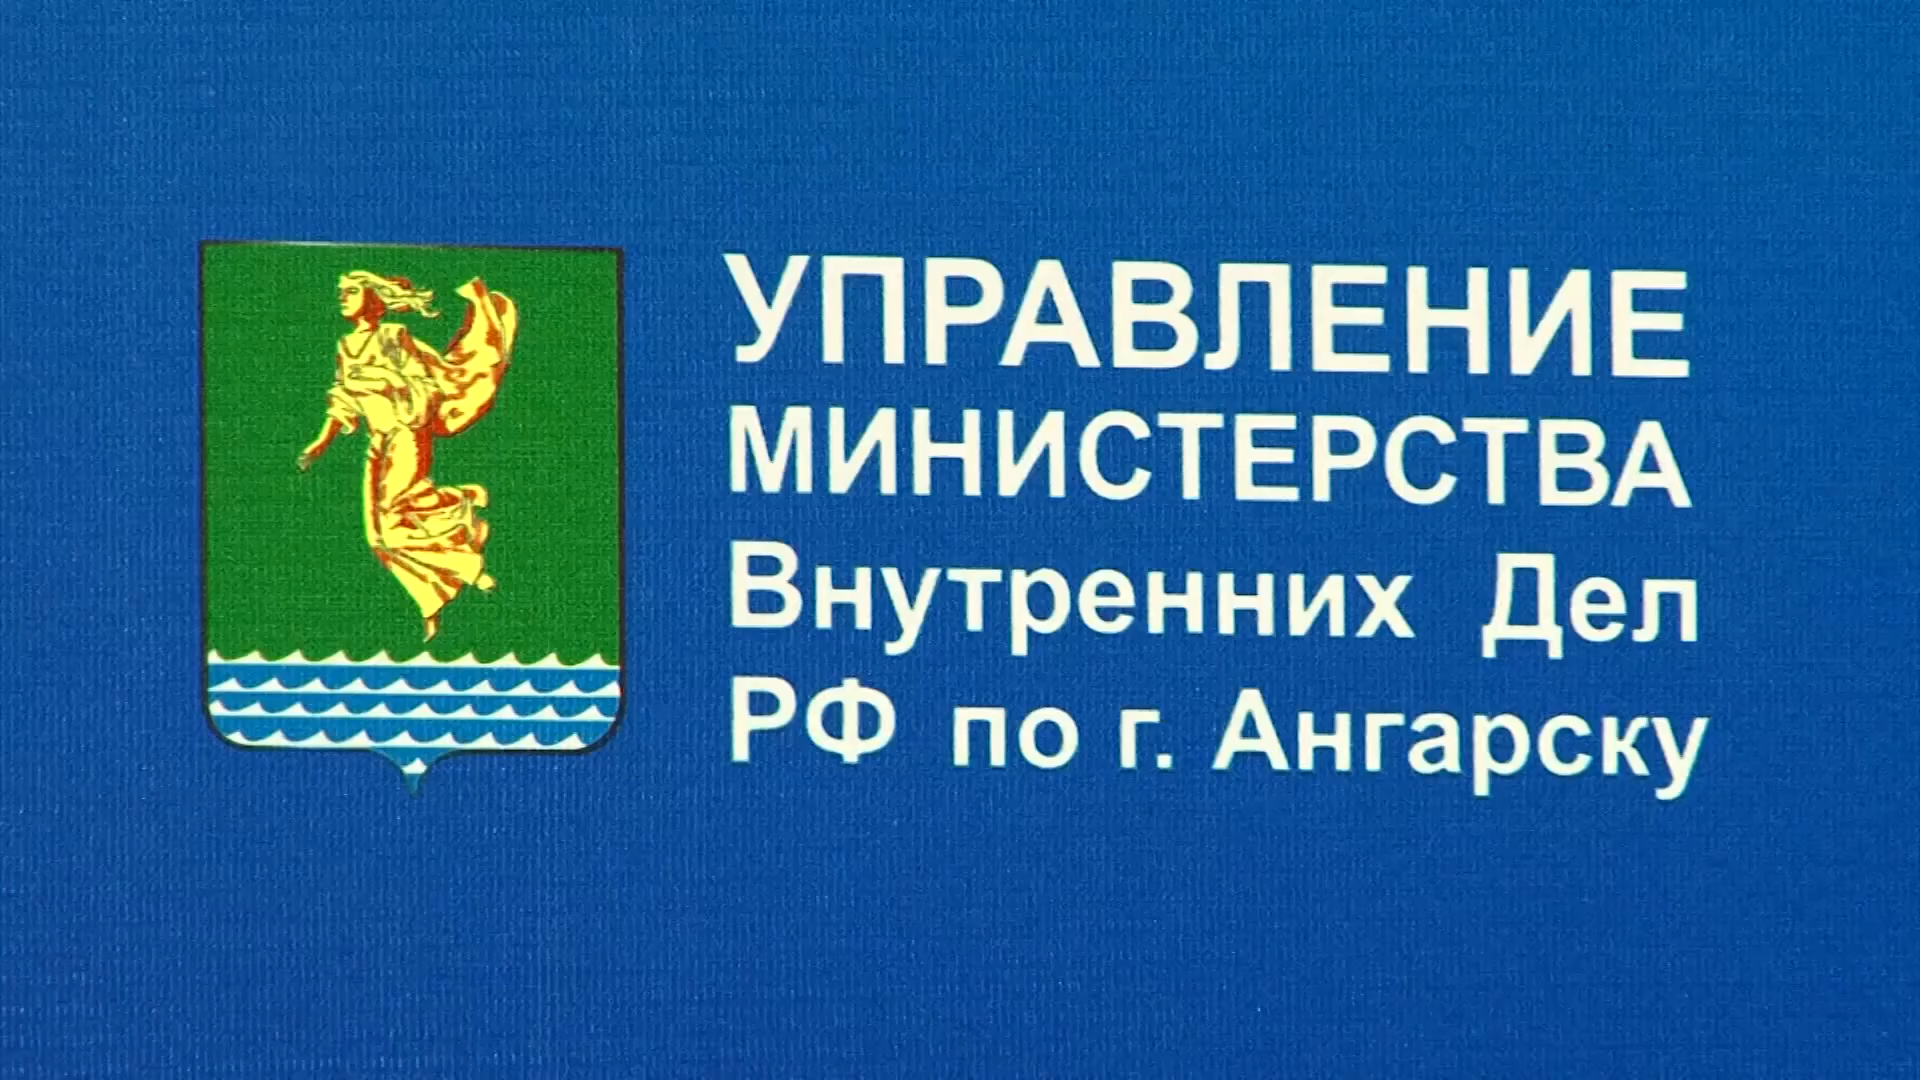 УПРАВЛЕНИЕ
МИНИСТЕРСТВА
Внутренних Дел
РФ по г. Ангарску